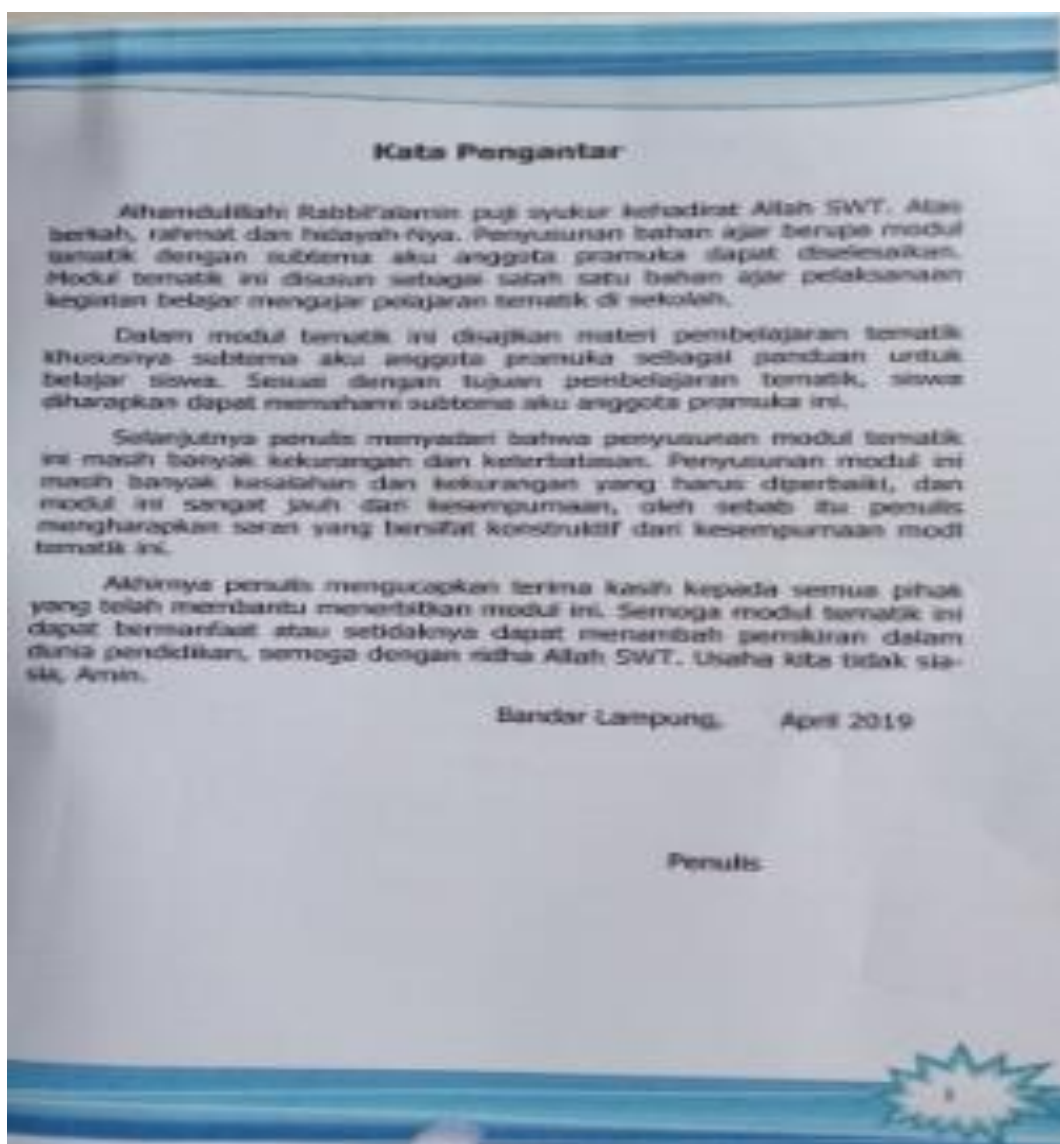 Kata Pengantar
Alhamdulillahi Rabbil'alamin puji syukur kehadirat Allah SWT. Atas
berkah, rahmat dan hidayah-Nya. Penyusunan bahan ajar berupa modul
tematik dengan subtema aku anggota pramuka dapat diselesaikan.
Modul tematik ini disusun sebagai salah satu bahan ajar pelaksanaan
kegiatan belajar mengajar pelajaran tematik di sekolah.
Dalam modul tematik ini disajikan materi pembelajaran tematik
khususnya subtema aku anggota pramuka sebagai panduan untuk
belajar siswa. Sesuai dengan tujuan pembelajaran tematik, siswa
diharapkan dapat memahami subtema aku anggota pramuka ini.
Selanjutnya penulis menyadari bahwa penyusunan modul tematik
ini masih banyak kekurangan dan keterbatasan. Penyusunan modul ini
masih banyak kesalahan dan kekurangan yang harus diperbaiki, dan
modul ini sangat jauh dari kesempurnaan, oleh sebab itu penulis
mengharapkan saran yang bersifat konstruktif dari kesempurnaan modl
tematik ini.
Akhirnya penulis mengucapkan terima kasih kepada semua pihak
yang telah membantu menerbitkan modul ini. Semoga modul tematik ini
dapat bermanfaat atau setidaknya dapat menambah pemikiran dalam
dunia pendidikan, semoga dengan ridha Allah SWT. Usaha kita tidak sia-
sia, Amin.
Bandar Lampung, April 2019
Penulis